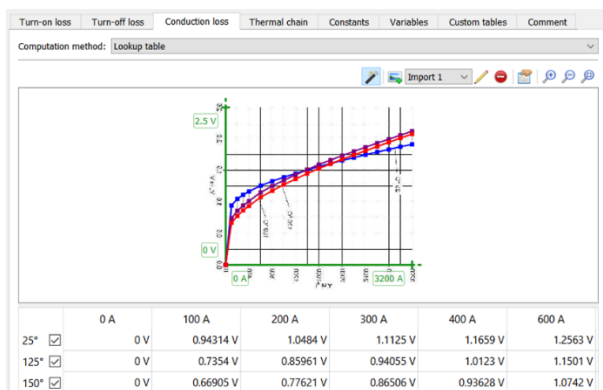 Turn-on loss Turn-off loss Conduction loss Thermal chain Constants Variables Custom tables Comment
Computation method: Lookup table
Import 1
2.5 V
0 V
0 A 3200 A
0 A 100 A 200 A 300 A 400 A 600 A
25° 0 V 0.94314 V 1.0484 V 1.1125 V 1.1659 V 1.2563 V
125° 0 V 0.7354 V 0.85961 V 0.94055 V 1.0123 V 1.1501 V
150° 0 V 0.66905 V 0.77621 V 0.86506 V 0.93628 V 1.0742 V